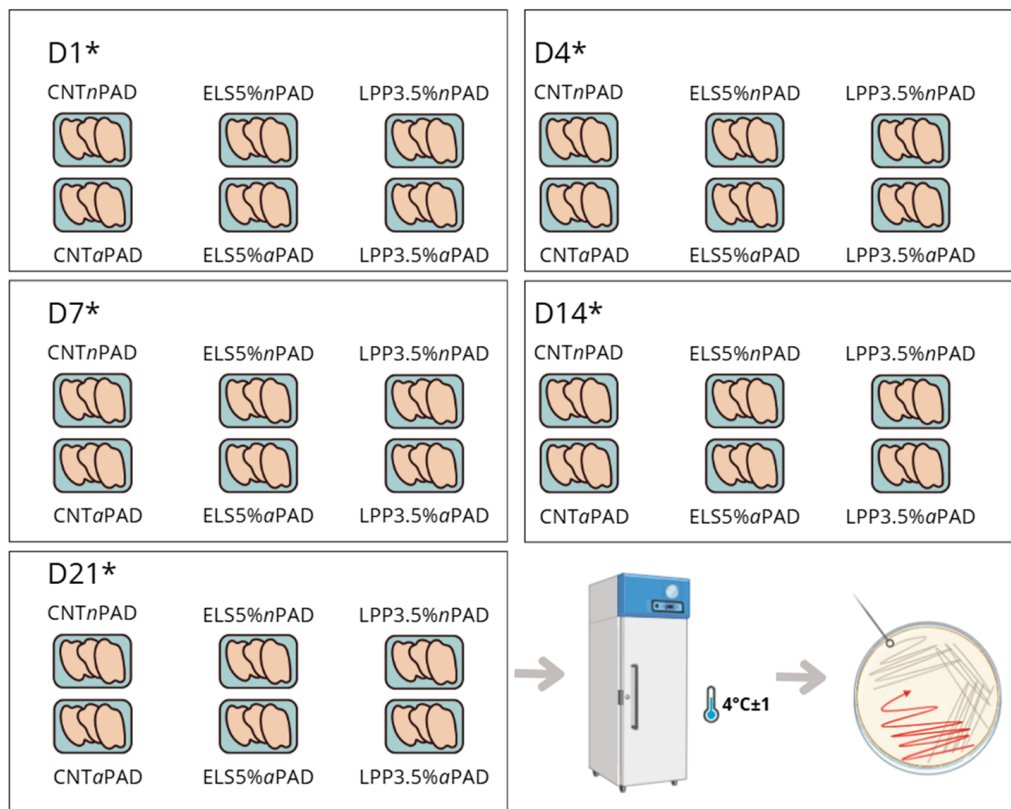 D1*
CNTnPAD ELS5%nPAD LPP3.5%nPAD
CNTaPAD ELS5%aPAD LPP3.5%aPAD
D4*
CNTnPAD ELS5%nPAD LPP3.5%nPAD
CNTaPAD ELS5%aPAD LPP3.5%aPAD
D7*
CNTnPAD ELS5%nPAD LPP3.5%nPAD
CNTaPAD ELS5%aPAD LPP3.5%aPAD
D14*
CNTnPAD ELS5%nPAD LPP3.5%nPAD
CNTaPAD ELS5%aPAD LPP3.5%aPAD
D21*
CNTnPAD ELS5%nPAD LPP3.5%nPAD
CNTaPAD ELS5%aPAD LPP3.5%aPAD
4°C±1